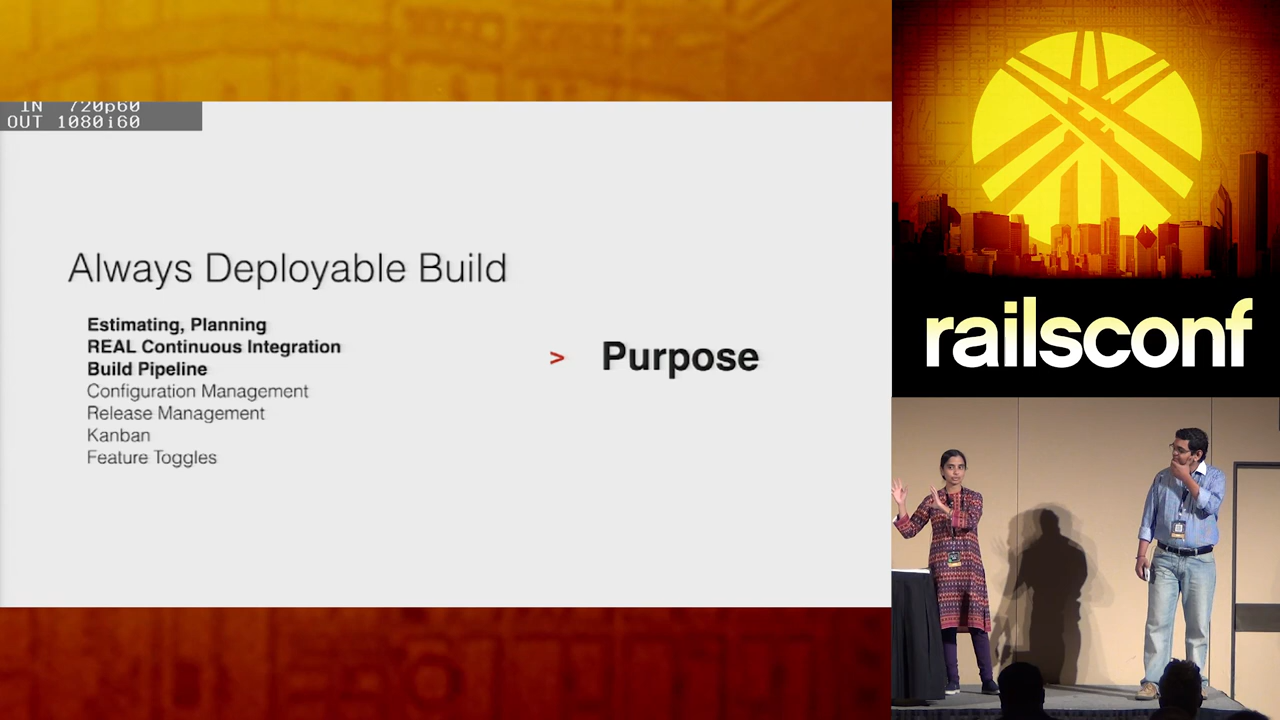 IN 720p60
OUT 1080i60
Always Deployable Build
Estimating, Planning
REAL Continuous Integration
Build Pipeline
Configuration Management
Release Management
Kanban
Feature Toggles
> Purpose
railsconf